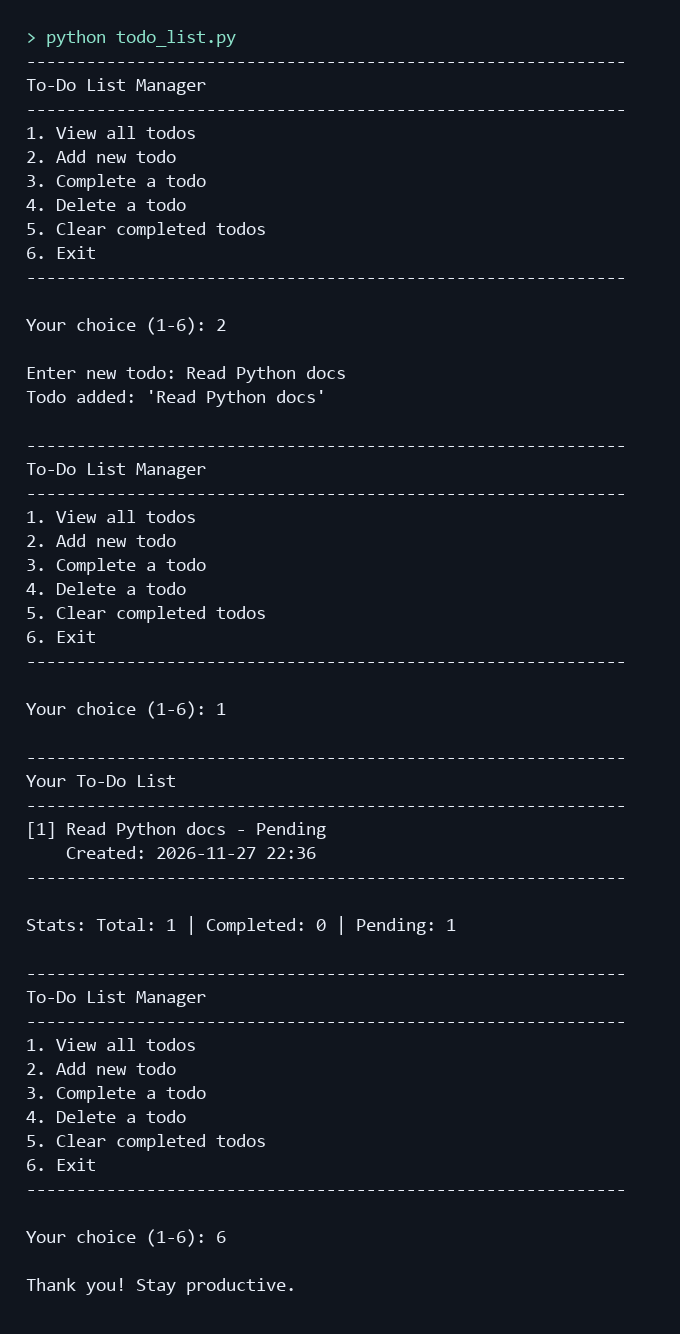 > python todo_list.py
------------------------------------------------------------
To-Do List Manager
------------------------------------------------------------
1. View all todos
2. Add new todo
3. Complete a todo
4. Delete a todo
5. Clear completed todos
6. Exit
------------------------------------------------------------
Your choice (1-6): 2
Enter new todo: Read Python docs
Todo added: 'Read Python docs'
------------------------------------------------------------
To-Do List Manager
------------------------------------------------------------
1. View all todos
2. Add new todo
3. Complete a todo
4. Delete a todo
5. Clear completed todos
6. Exit
------------------------------------------------------------
Your choice (1-6): 1
------------------------------------------------------------
Your To-Do List
------------------------------------------------------------
[1] Read Python docs - Pending
    Created: 2026-11-27 22:36
------------------------------------------------------------
Stats: Total: 1 | Completed: 0 | Pending: 1
------------------------------------------------------------
To-Do List Manager
------------------------------------------------------------
1. View all todos
2. Add new todo
3. Complete a todo
4. Delete a todo
5. Clear completed todos
6. Exit
------------------------------------------------------------
Your choice (1-6): 6
Thank you! Stay productive.